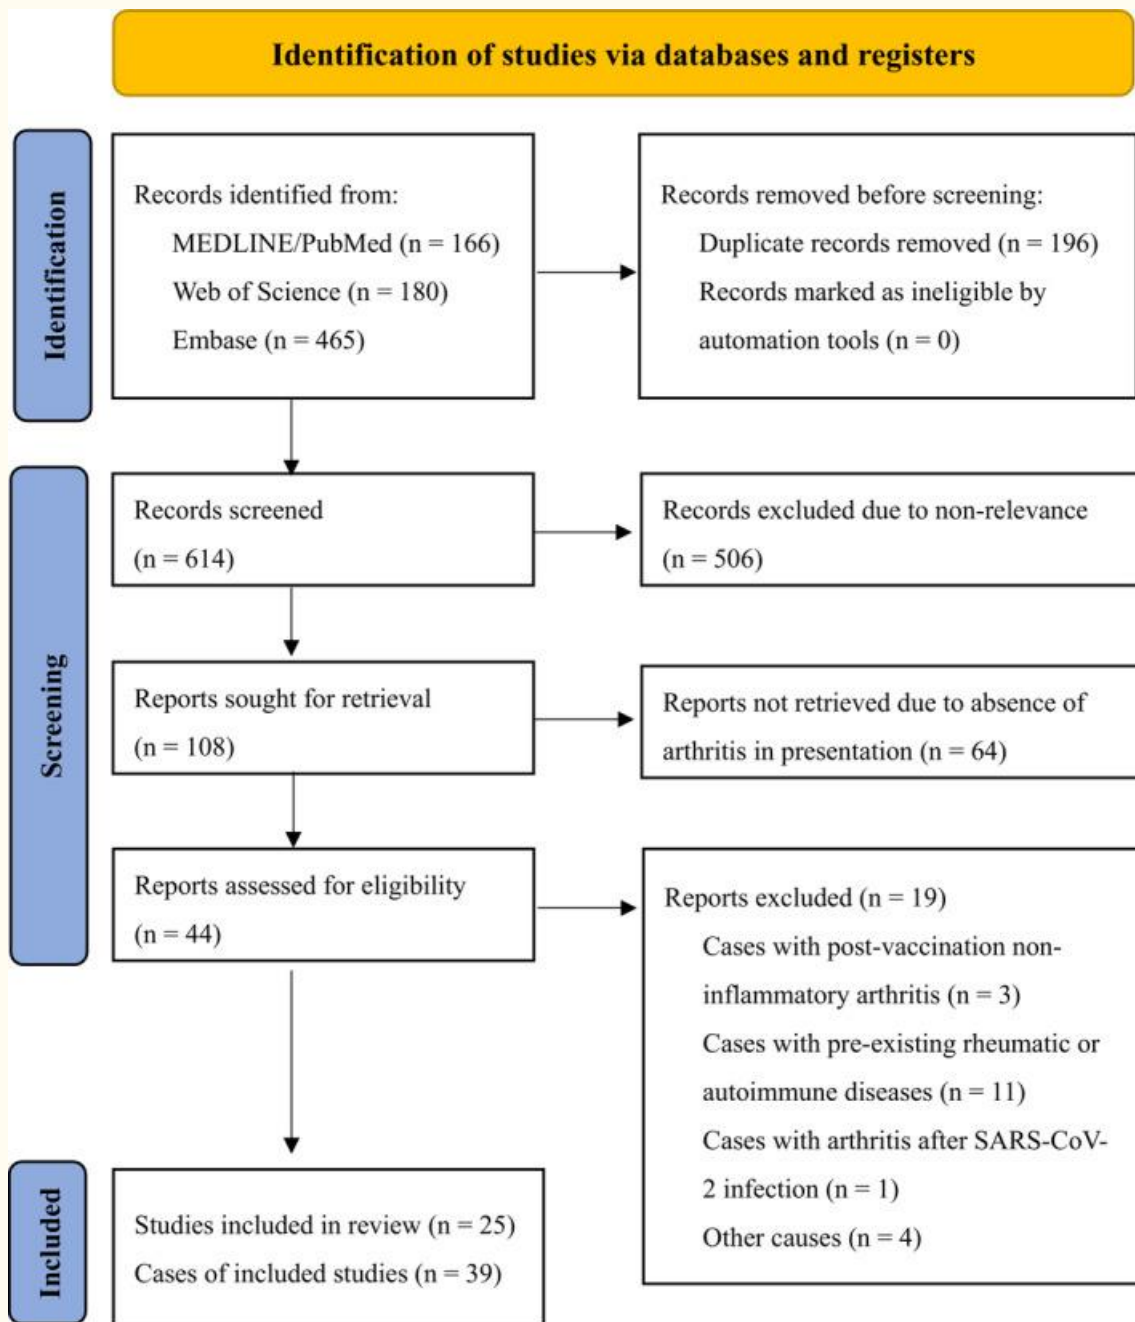 Identification of studies via databases and registers
Identification
Records identified from:
MEDLINE/PubMed (n = 166)
Web of Science (n = 180)
Embase (n = 465)
Records removed before screening:
Duplicate records removed (n = 196)
Records marked as ineligible by
automation tools (n = 0)
Screening
Records screened
(n = 614)
Records excluded due to non-relevance
(n = 506)
Reports sought for retrieval
(n = 108)
Reports not retrieved due to absence of
arthritis in presentation (n = 64)
Reports assessed for eligibility
(n = 44)
Reports excluded (n = 19)
Cases with post-vaccination non-
inflammatory arthritis (n = 3)
Cases with pre-existing rheumatic or
autoimmune diseases (n = 11)
Cases with arthritis after SARS-CoV-
2 infection (n = 1)
Other causes (n = 4)
Included
Studies included in review (n = 25)
Cases of included studies (n = 39)